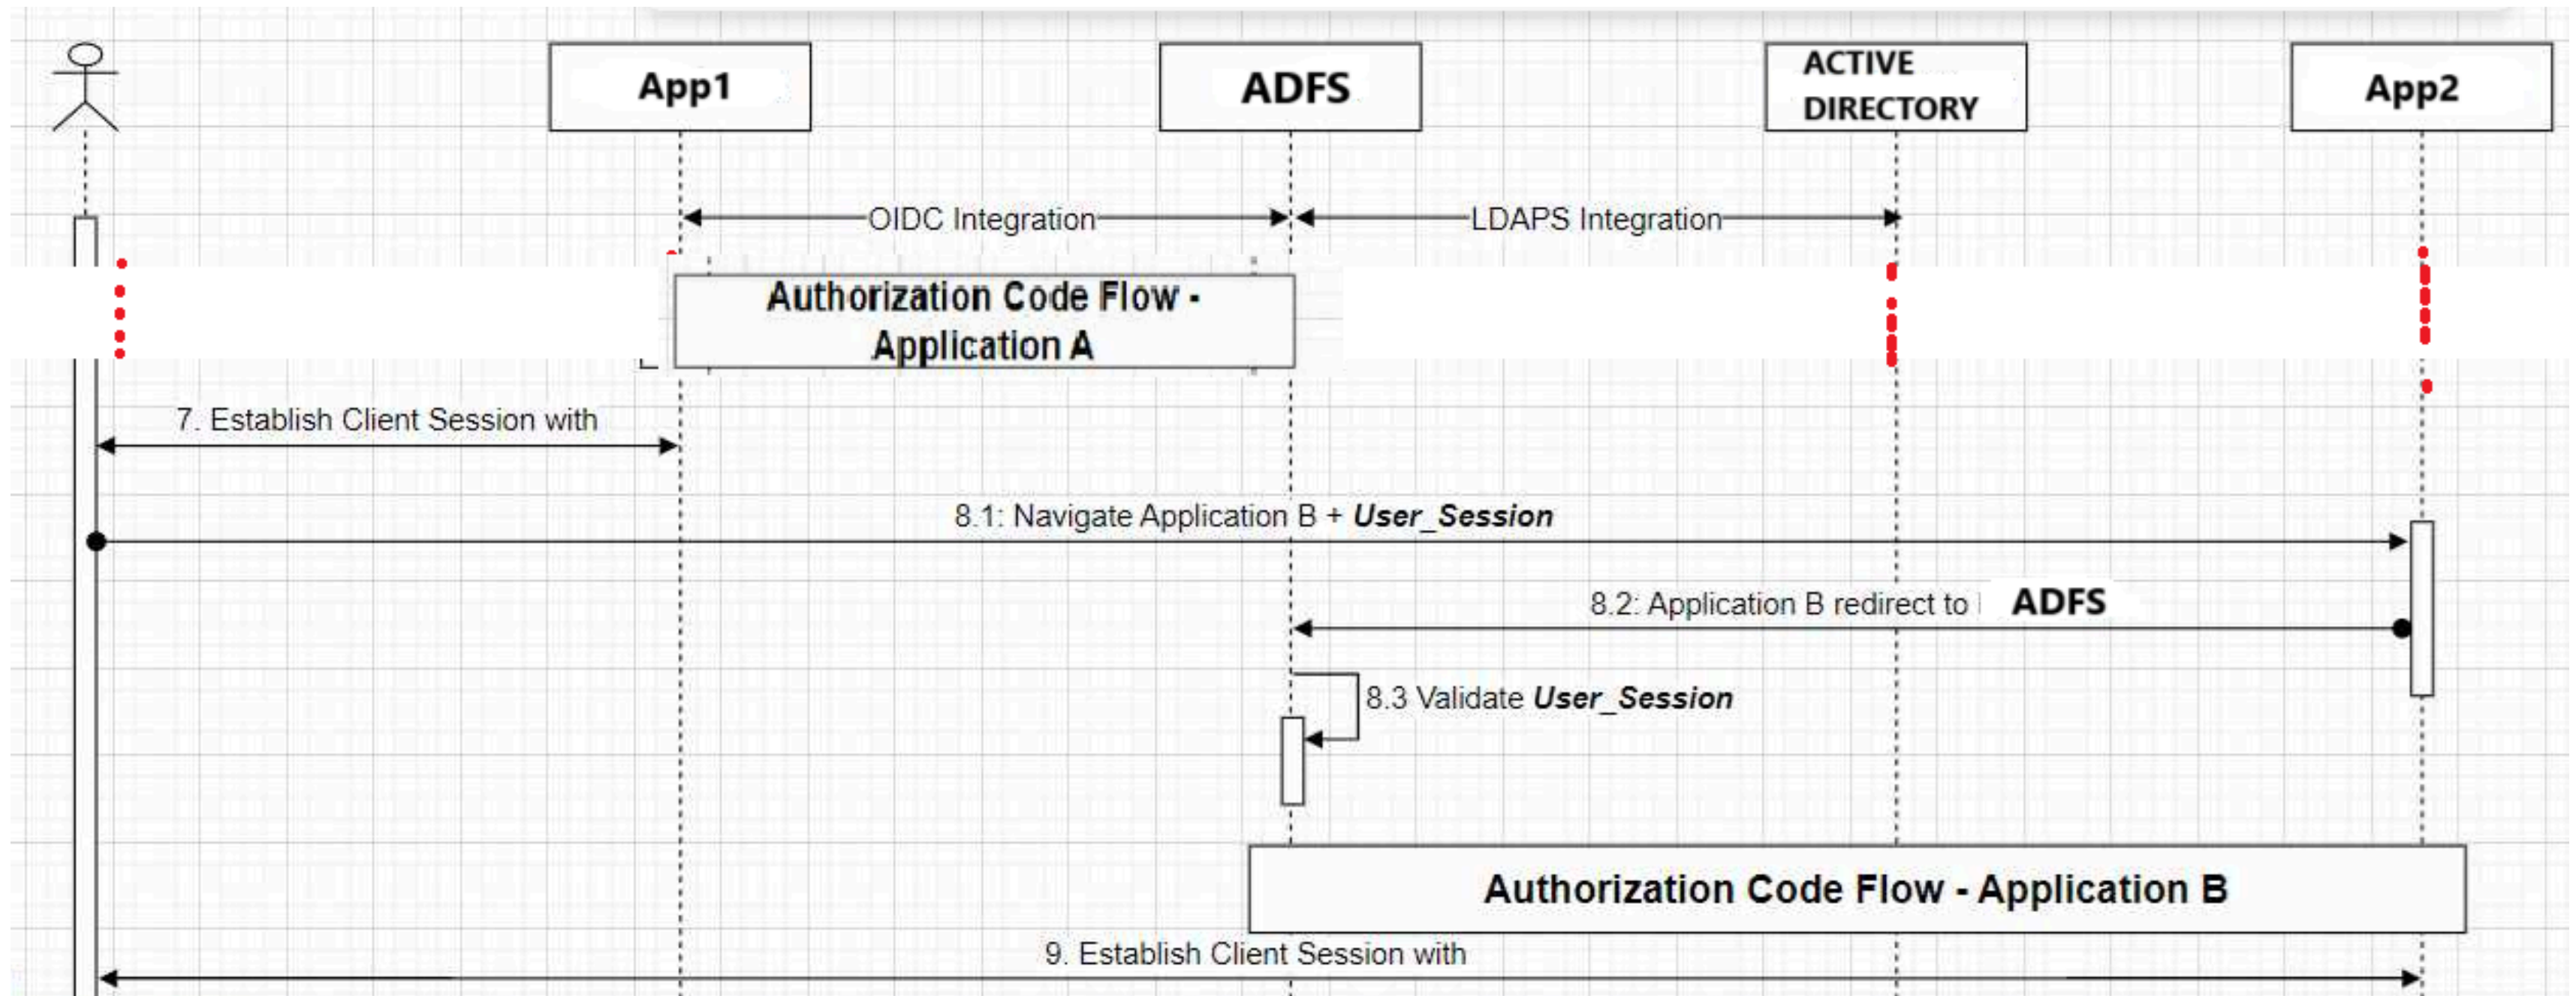 App1
ADFS
ACTIVE
DIRECTORY
App2
OIDC Integration
LDAPS Integration
Authorization Code Flow -
Application A
7. Establish Client Session with
8.1: Navigate Application B + User_Session
8.2: Application B redirect to ADFS
8.3 Validate User_Session
Authorization Code Flow - Application B
9. Establish Client Session with